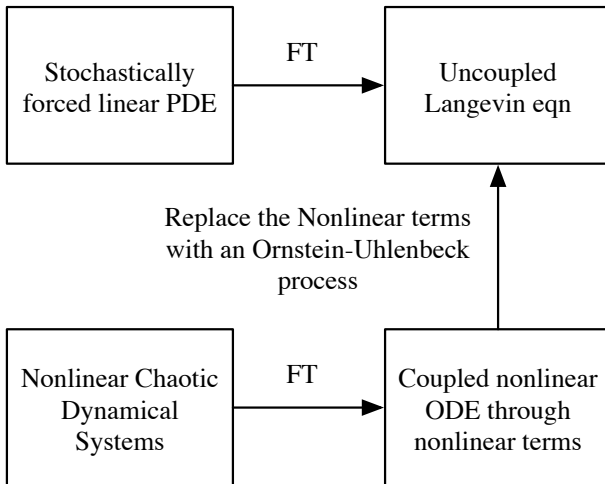 Stochastically
forced linear PDE
FT
Uncoupled
Langevin eqn
Replace the Nonlinear terms
with an Ornstein-Uhlenbeck
process
Nonlinear Chaotic
Dynamical
Systems
FT
Coupled nonlinear
ODE through
nonlinear terms